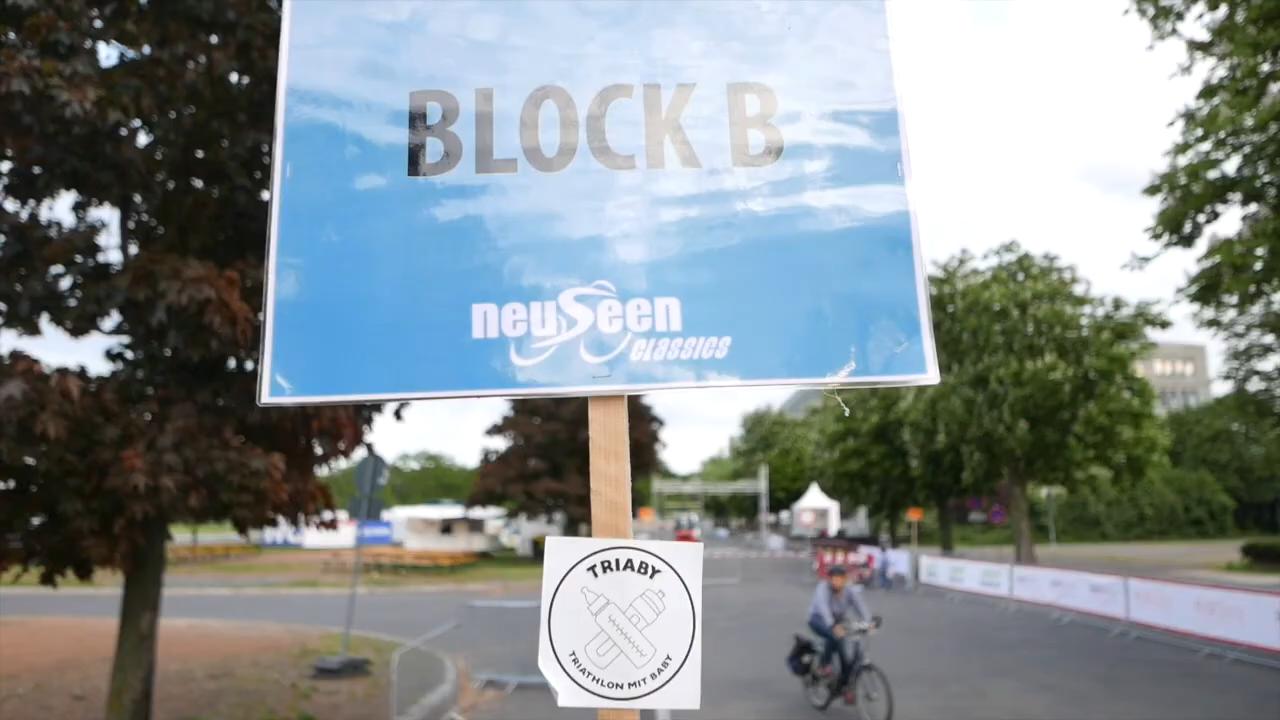 BLOCK B
neuSeen
classics
TRIABY
TRIATHLON MIT BABY